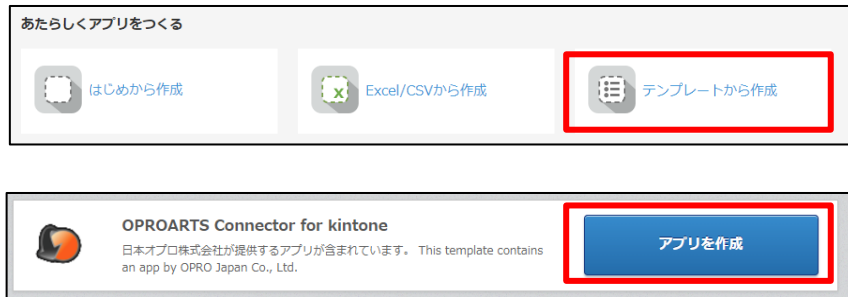 あたらしくアプリをつくる
はじめから作成
Excel/CSVから作成
テンプレートから作成
OPROARTS Connector for kintone
日本オプロ株式会社が提供するアプリが含まれています。 This template contains
an app by OPRO Japan Co., Ltd.
アプリを作成